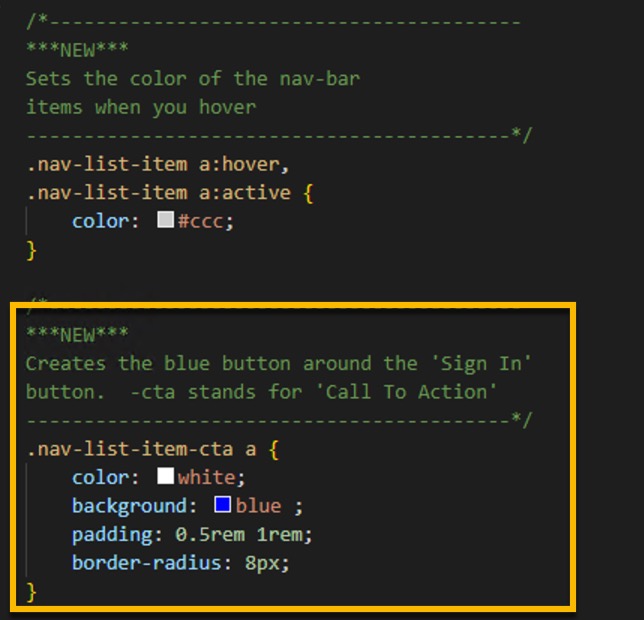 /*-----------------------------------------
***NEW***
Sets the color of the nav-bar
items when you hover
------------------------------------------*/
.nav-list-item a:hover,
.nav-list-item a:active {
    color: #ccc;
}
/*-----------------------------------------
***NEW***
Creates the blue button around the 'Sign In'
button.  -cta stands for 'Call To Action'
------------------------------------------*/
.nav-list-item-cta a {
    color: white;
    background: blue ;
    padding: 0.5rem 1rem;
    border-radius: 8px;
}